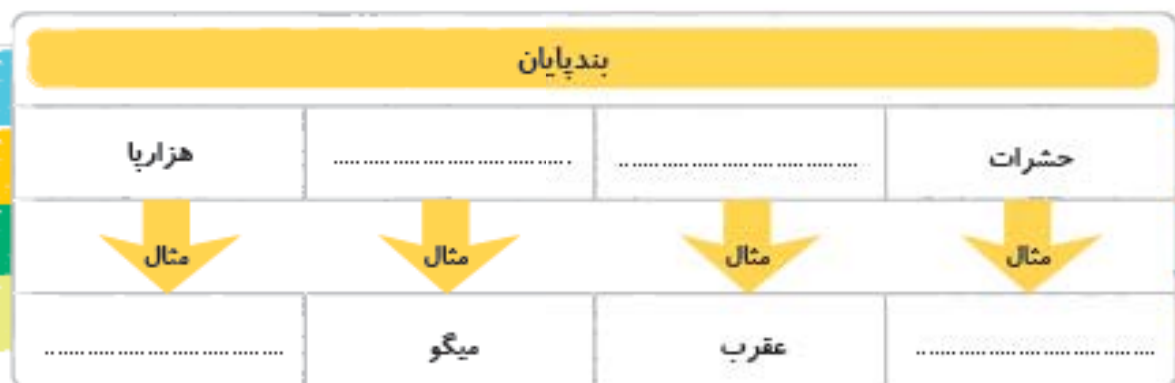 بندپایان
حشرات ................................ ................................ هزارپا
مثال مثال مثال مثال
................................ عقرب میگو ................................